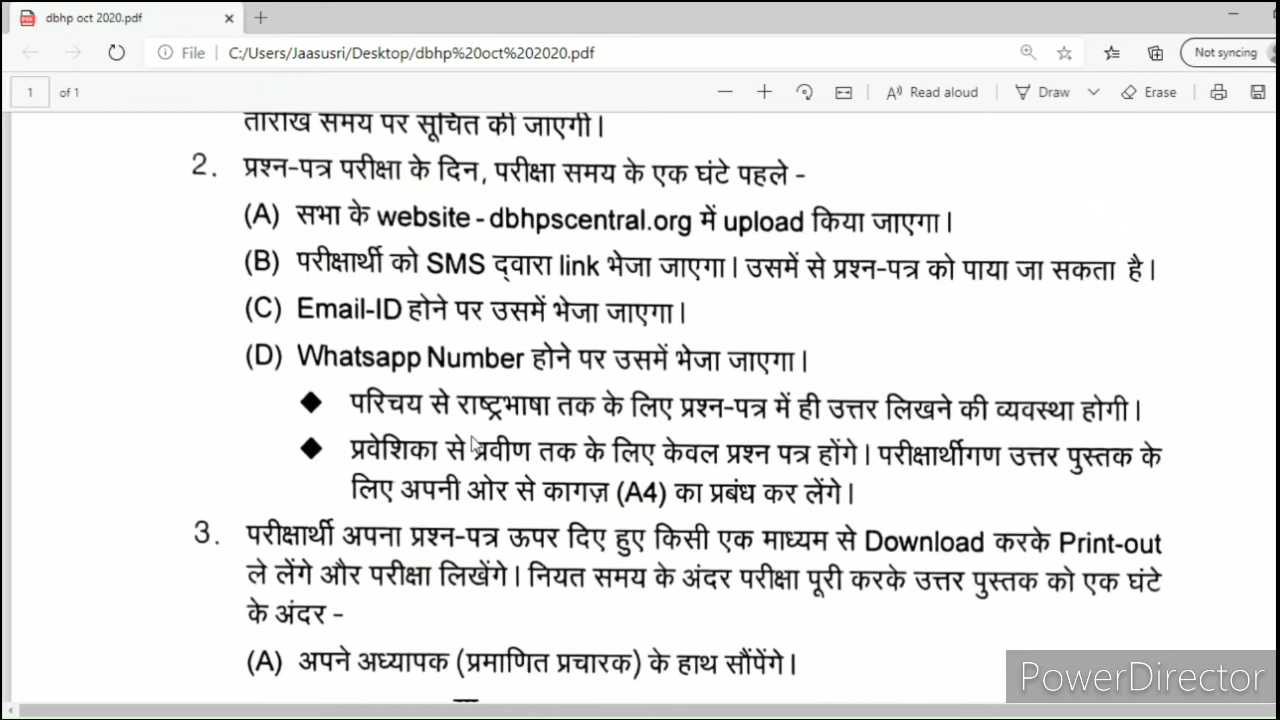 dbhp oct 2020.pdf
File C:/Users/Jaasusri/Desktop/dbhp%20oct%202020.pdf Not syncing
1 of 1 Read aloud Draw Erase
तारीख समय पर सूचित की जाएगी।
2. प्रश्न-पत्र परीक्षा के दिन, परीक्षा समय के एक घंटे पहले -
(A) सभा के website - dbhpscentral.org में upload किया जाएगा।
(B) परीक्षार्थी को SMS द्वारा link भेजा जाएगा। उसमें से प्रश्न-पत्र को पाया जा सकता है।
(C) Email-ID होने पर उसमें भेजा जाएगा।
(D) Whatsapp Number होने पर उसमें भेजा जाएगा।
◆ परिचय से राष्ट्रभाषा तक के लिए प्रश्न-पत्र में ही उत्तर लिखने की व्यवस्था होगी।
◆ प्रवेशिका से प्रवीण तक के लिए केवल प्रश्न पत्र होंगे। परीक्षार्थीगण उत्तर पुस्तक के
लिए अपनी ओर से कागज़ (A4) का प्रबंध कर लेंगे।
3. परीक्षार्थी अपना प्रश्न-पत्र ऊपर दिए हुए किसी एक माध्यम से Download करके Print-out
ले लेंगे और परीक्षा लिखेंगे। नियत समय के अंदर परीक्षा पूरी करके उत्तर पुस्तक को एक घंटे
के अंदर -
(A) अपने अध्यापक (प्रमाणित प्रचारक) के हाथ सौंपेंगे।
PowerDirector